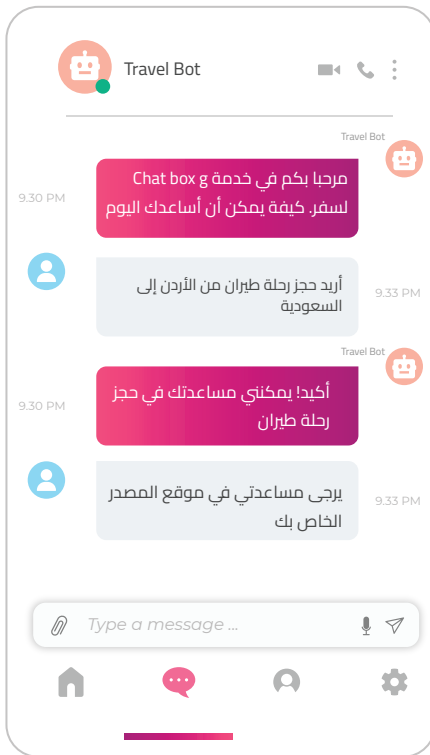 Travel Bot
Travel Bot
مرحبا بكم في خدمة Chat box g
لسفر. كيفة يمكن أن أساعدك اليوم
9.30 PM
أريد حجز رحلة طيران من الأردن إلى
السعودية
9.33 PM
Travel Bot
أكيد! يمكنني مساعدتك في حجز
رحلة طيران
9.30 PM
يرجى مساعدتي في موقع المصدر
الخاص بك
9.33 PM
Type a message ...